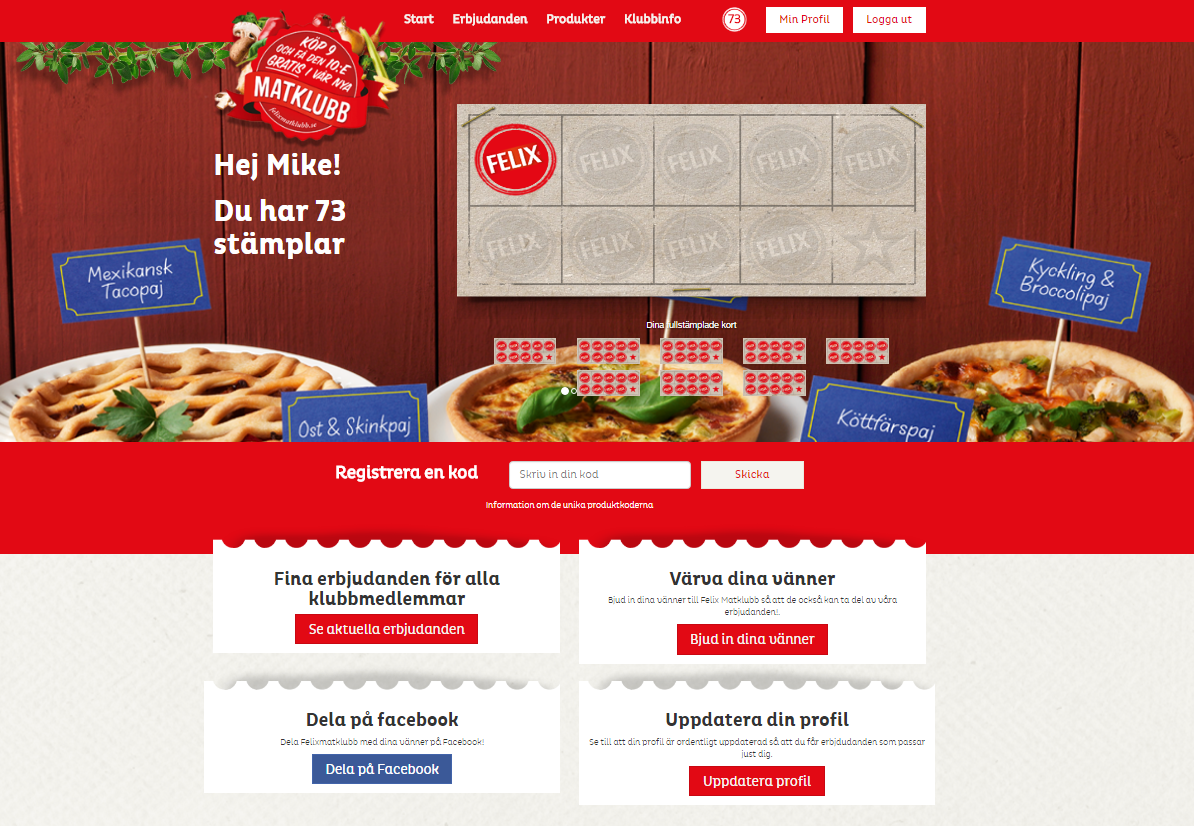 Start Erbjudanden Produkter Klubbinfo 73 Min Profil Logga ut
KÖP 9
OCH FÅ DEN 10:E
GRATIS I VÅR NYA
MATKLUBB
felixmatklubb.se
Hej Mike!
Du har 73
stämplar
FELIX FELIX FELIX FELIX FELIX
FELIX FELIX FELIX FELIX
Mexikansk
Tacopaj
Kyckling &
Broccolipaj
Dina fullstämplade kort
Ost & Skinkpaj
Köttfärspaj
Registrera en kod
Skriv in din kod
Skicka
Information om de unika produktkoderna
Fina erbjudanden för alla
klubbmedlemmar
Se aktuella erbjudanden
Värva dina vänner
Bjud in dina vänner till Felix Matklubb så att de också kan ta del av våra
erbjudanden!.
Bjud in dina vänner
Dela på facebook
Dela Felixmatklubb med dina vänner på Facebook!
Dela på Facebook
Uppdatera din profil
Se till att din profil är ordentligt uppdaterad så att du får erbjdudanden som passar
just dig.
Uppdatera profil